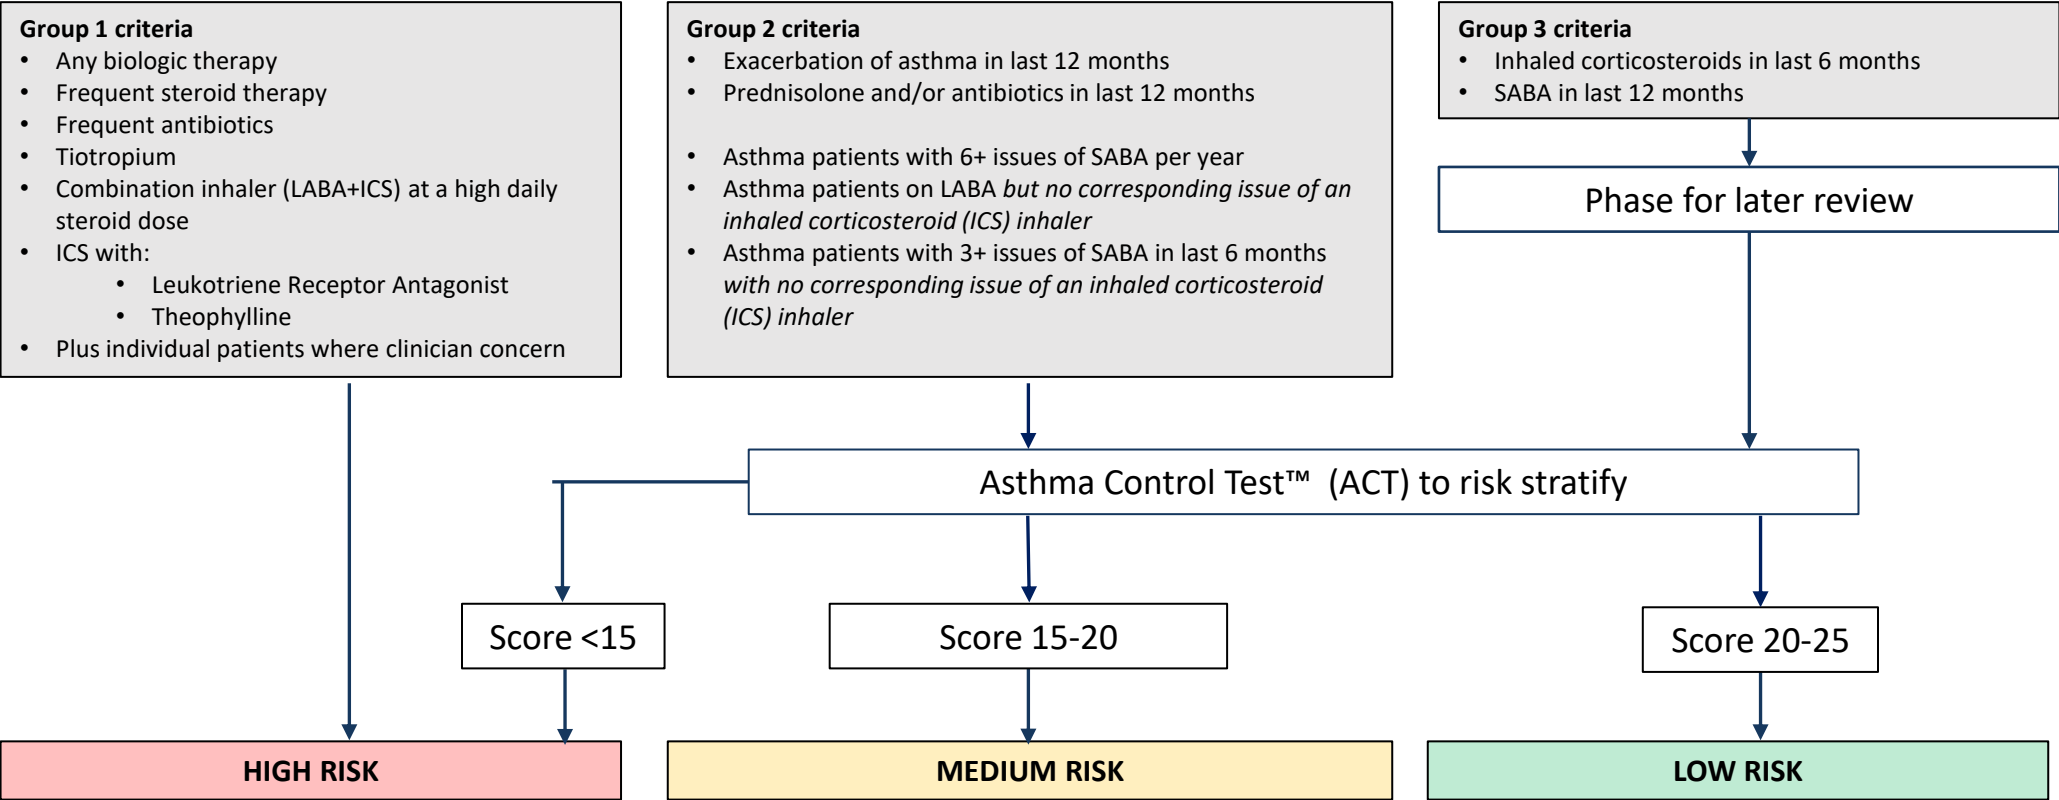 Group 1 criteria
• Any biologic therapy
• Frequent steroid therapy
• Frequent antibiotics
• Tiotropium
• Combination inhaler (LABA+ICS) at a high daily
steroid dose
• ICS with:
• Leukotriene Receptor Antagonist
• Theophylline
• Plus individual patients where clinician concern
Group 2 criteria
• Exacerbation of asthma in last 12 months
• Prednisolone and/or antibiotics in last 12 months
• Asthma patients with 6+ issues of SABA per year
• Asthma patients on LABA but no corresponding issue of an
inhaled corticosteroid (ICS) inhaler
• Asthma patients with 3+ issues of SABA in last 6 months
with no corresponding issue of an inhaled corticosteroid
(ICS) inhaler
Group 3 criteria
• Inhaled corticosteroids in last 6 months
• SABA in last 12 months
Phase for later review
Asthma Control Test™ (ACT) to risk stratify
Score <15
Score 15-20
Score 20-25
HIGH RISK
MEDIUM RISK
LOW RISK